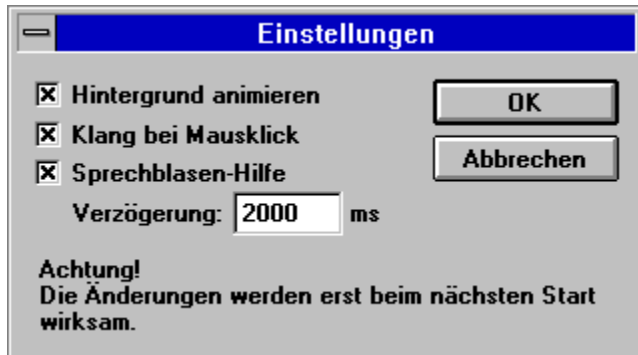 Einstellungen
Hintergrund animieren
OK
Klang bei Mausklick
Abbrechen
Sprechblasen-Hilfe
Verzögerung: 2000 ms
Achtung!
Die Änderungen werden erst beim nächsten Start
wirksam.